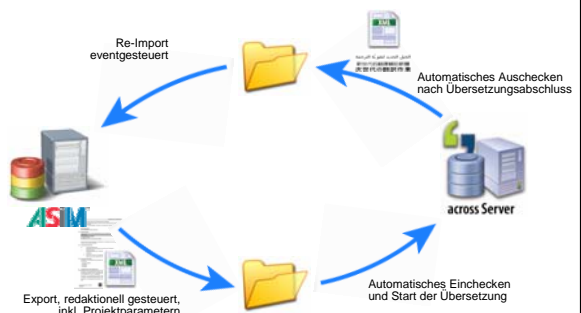 Re-Import
eventgesteuert
XML
Automatisches Auschecken
nach Übersetzungsabschluss
ASIM
across Server
XML
Export, redaktionell gesteuert,
inkl. Projektparametern
Automatisches Einchecken
und Start der Übersetzung